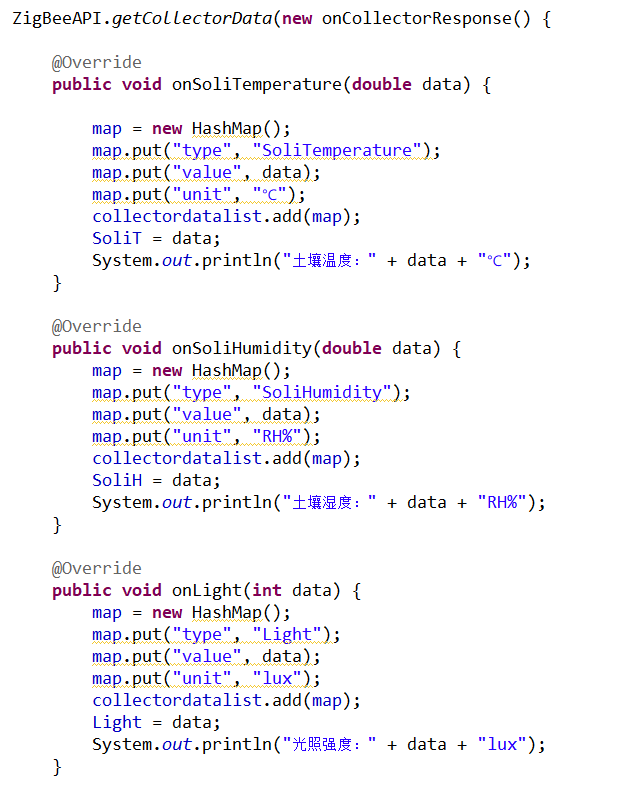 ZigBeeAPI.getCollectorData(new onCollectorResponse() {
@Override
public void onSoliTemperature(double data) {
map = new HashMap();
map.put("type", "SoliTemperature");
map.put("value", data);
map.put("unit", "℃");
collectordatalist.add(map);
SoliT = data;
System.out.println("土壤温度：" + data + "℃");
}
@Override
public void onSoliHumidity(double data) {
map = new HashMap();
map.put("type", "SoliHumidity");
map.put("value", data);
map.put("unit", "RH%");
collectordatalist.add(map);
SoliH = data;
System.out.println("土壤湿度：" + data + "RH%");
}
@Override
public void onLight(int data) {
map = new HashMap();
map.put("type", "Light");
map.put("value", data);
map.put("unit", "lux");
collectordatalist.add(map);
Light = data;
System.out.println("光照强度：" + data + "lux");
}